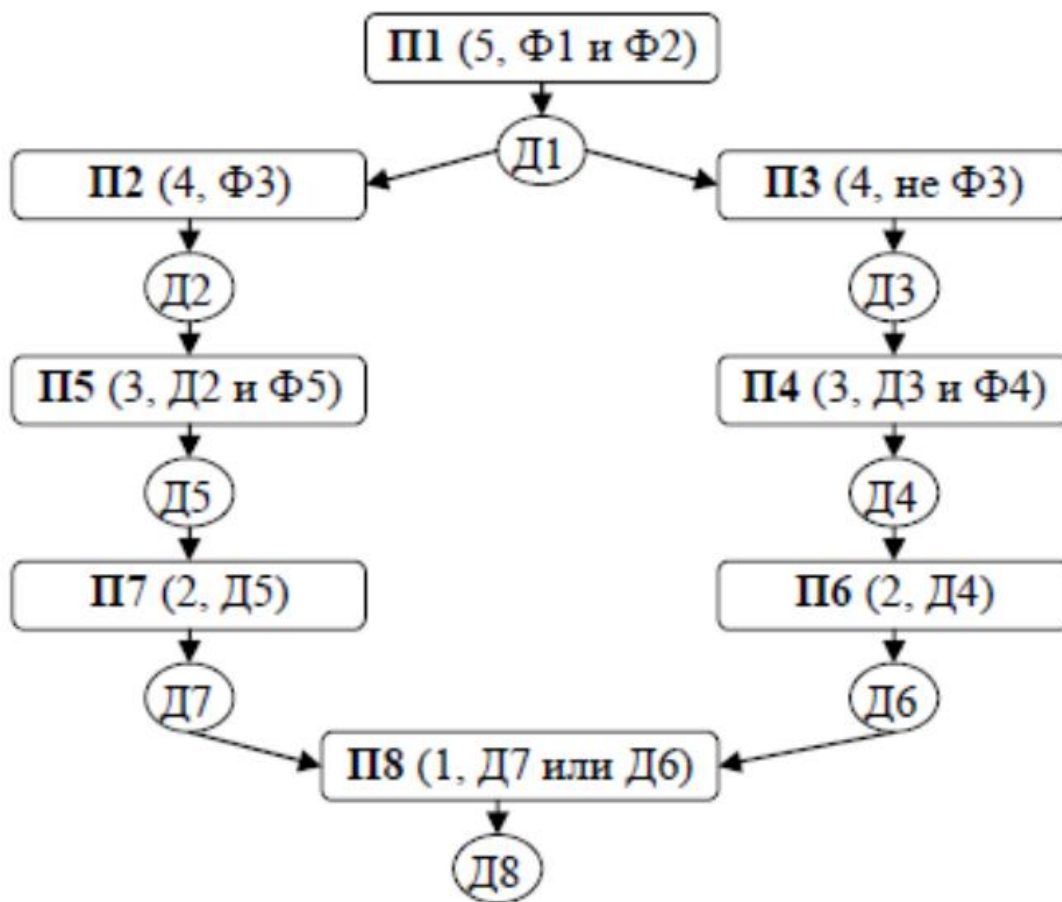 П1 (5, Ф1 и Ф2)
Д1
П2 (4, Ф3)
П3 (4, не Ф3)
Д2
Д3
П5 (3, Д2 и Ф5)
П4 (3, Д3 и Ф4)
Д5
Д4
П7 (2, Д5)
П6 (2, Д4)
Д7
Д6
П8 (1, Д7 или Д6)
Д8